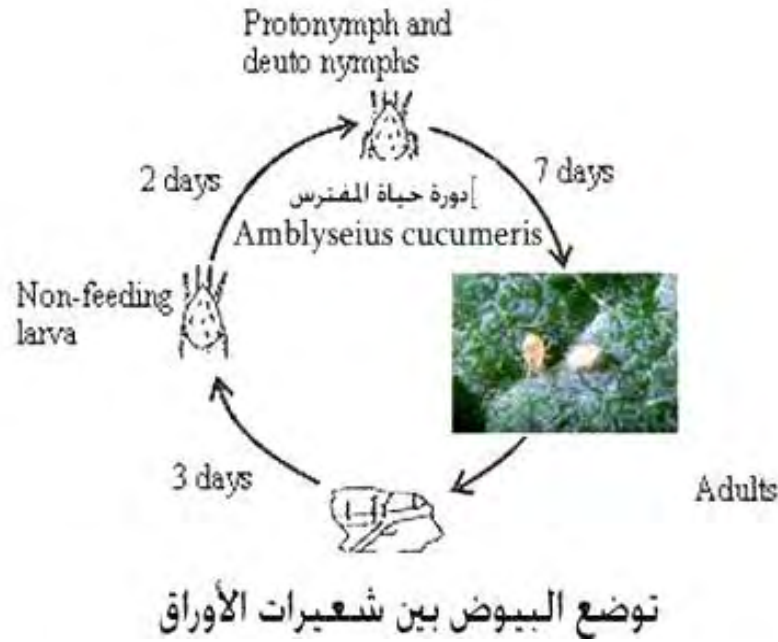 Protonymph and
deuto nymphs
2 days
7 days
[دورة حياة المفترس
Amblyseius cucumeris
Non-feeding
larva
3 days
Adults
توضع البيوض بين شعيرات الأوراق